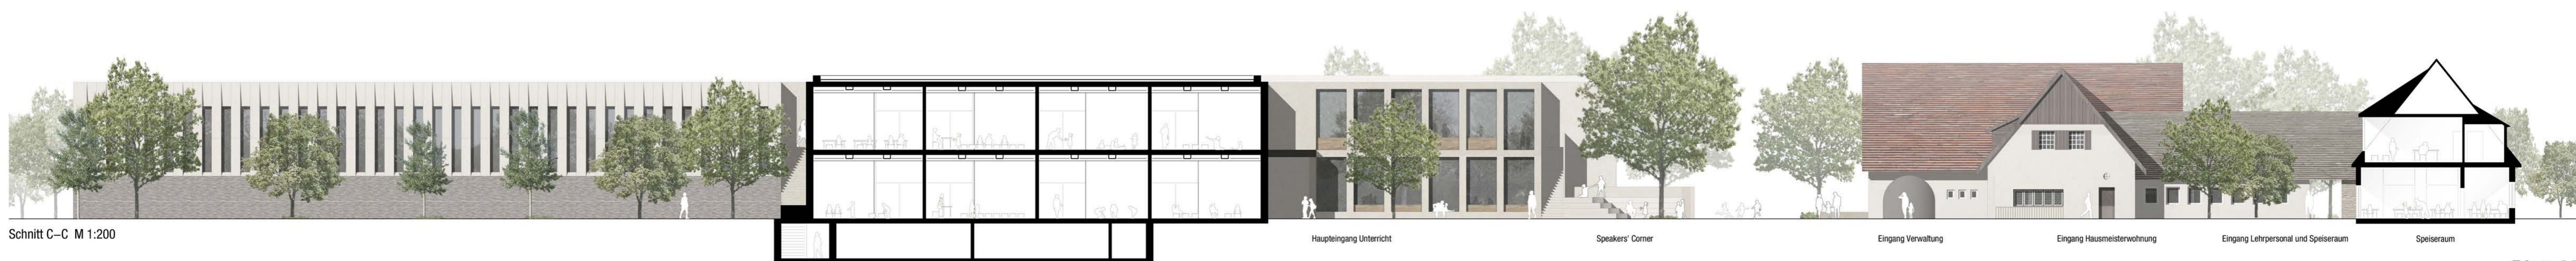 Schnitt C–C M 1:200
Haupteingang Unterricht
Speakers' Corner
Eingang Verwaltung
Eingang Hausmeisterwohnung
Eingang Lehrpersonal und Speiseraum
Speiseraum